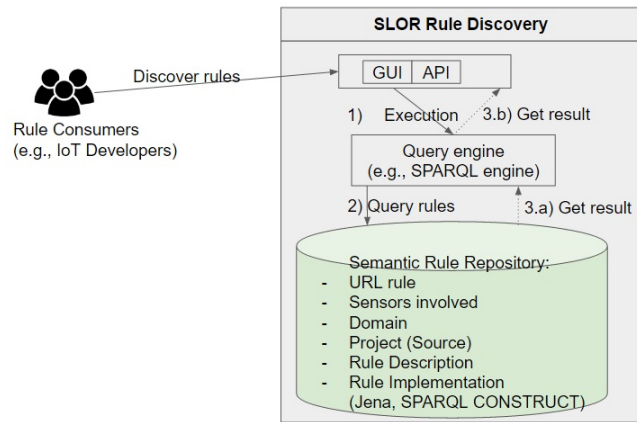 SLOR Rule Discovery
GUI
API
Discover rules
1)
Execution
3.b) Get result
Rule Consumers
(e.g., IoT Developers)
Query engine
(e.g., SPARQL engine)
2) Query rules
3.a) Get result
Semantic Rule Repository:
- URL rule
- Sensors involved
- Domain
- Project (Source)
- Rule Description
- Rule Implementation
(Jena, SPARQL CONSTRUCT)